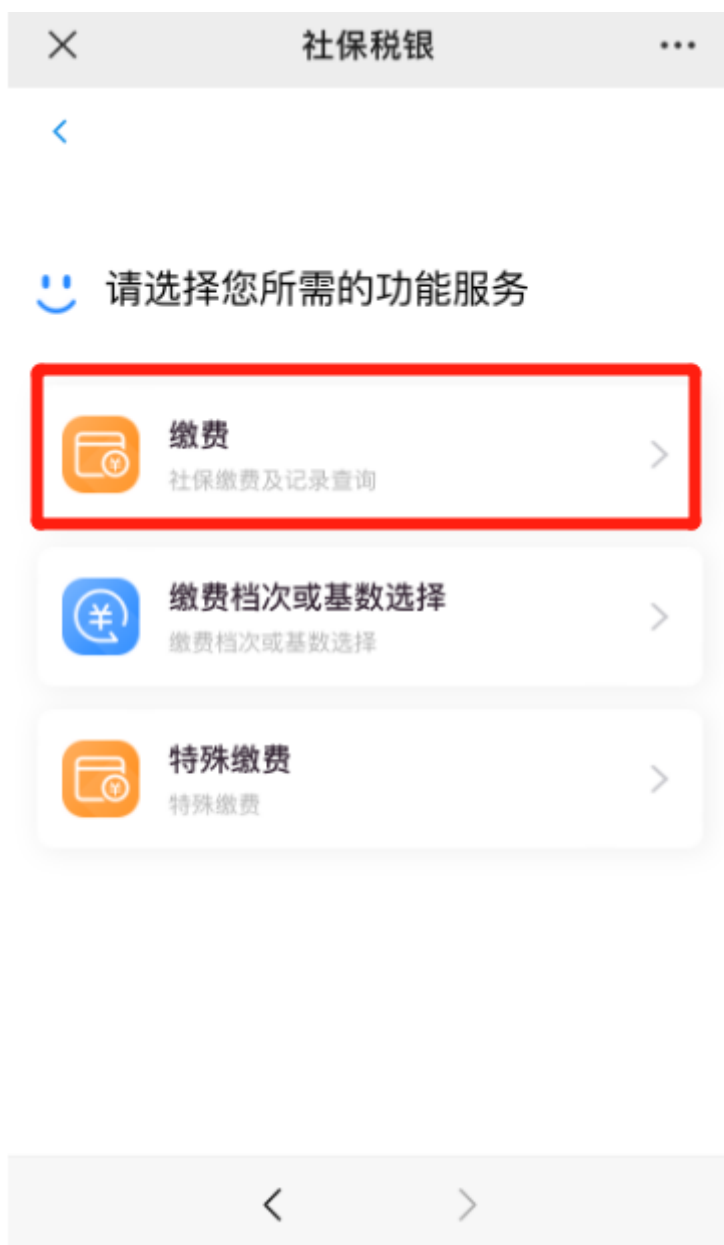 社保税银
请选择您所需的功能服务
缴费
社保缴费及记录查询
缴费档次或基数选择
缴费档次或基数选择
特殊缴费
特殊缴费